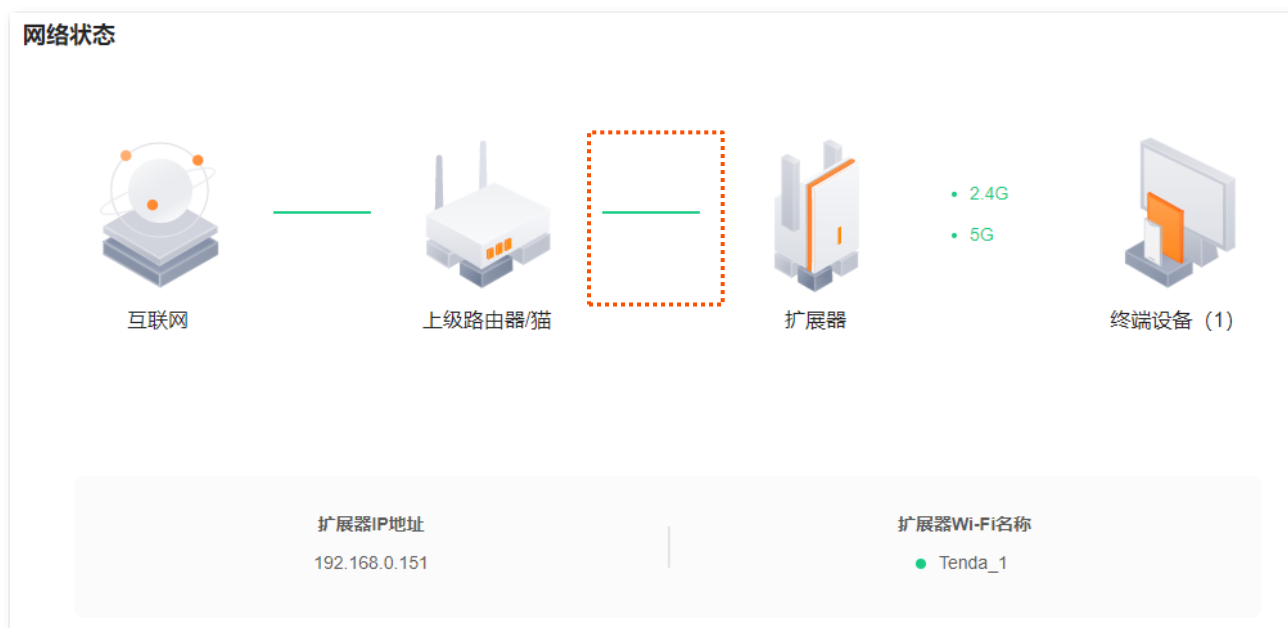 网络状态
• 2.4G
• 5G
互联网
上级路由器/猫
扩展器
终端设备（1）
扩展器IP地址
扩展器Wi-Fi名称
192.168.0.151
Tenda_1